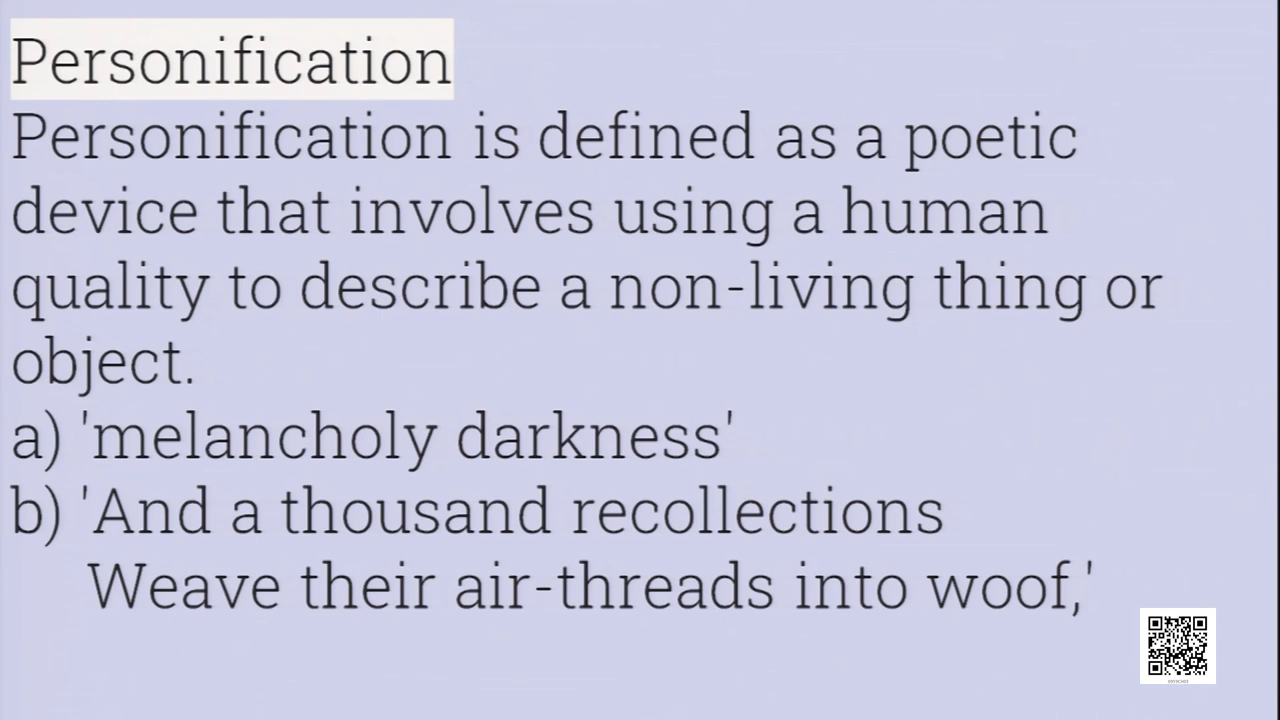 Personification
Personification is defined as a poetic
device that involves using a human
quality to describe a non-living thing or
object.
a) 'melancholy darkness'
b) 'And a thousand recollections
Weave their air-threads into woof,'